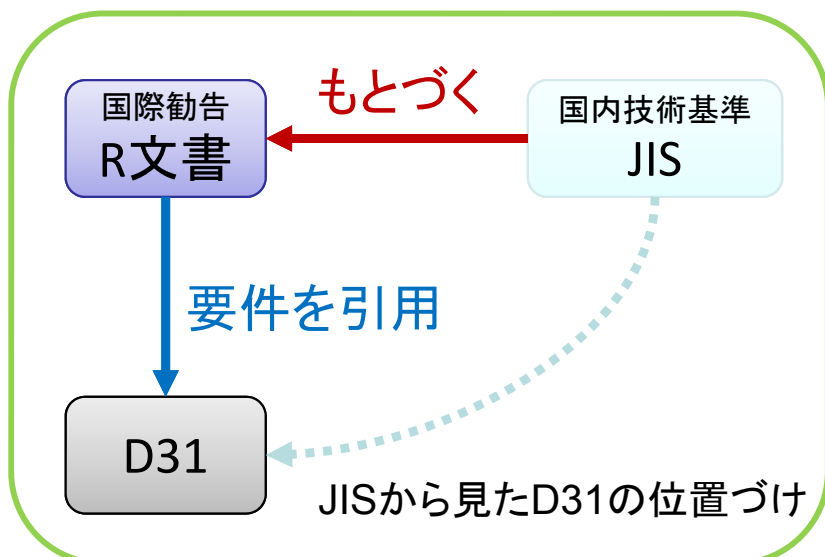 国際勧告
R文書
もとづく
国内技術基準
JIS
要件を引用
D31
JISから見たD31の位置づけ